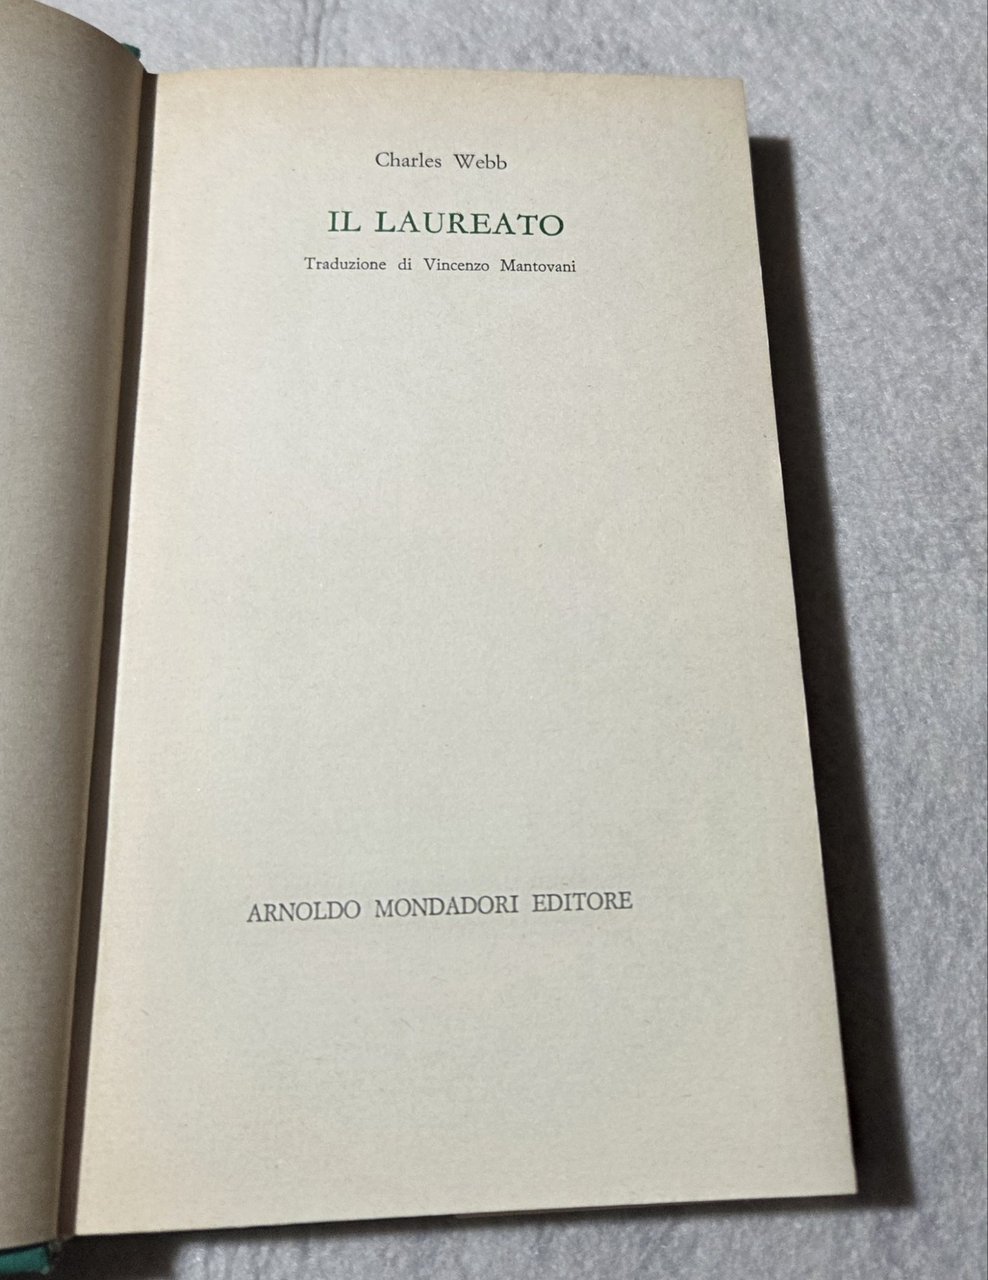 Charles Webb
IL LAUREATO
Traduzione di Vincenzo Mantovani
ARNOLDO MONDADORI EDITORE